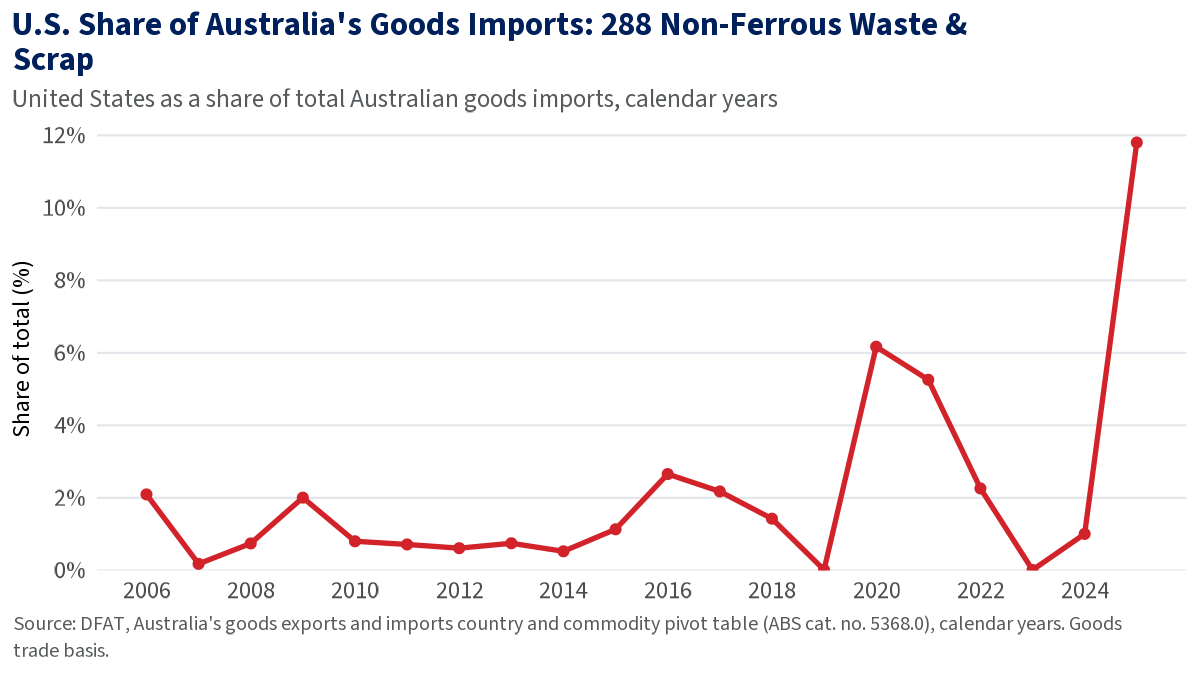 U.S. Share of Australia's Goods Imports: 288 Non-Ferrous Waste &
Scrap
United States as a share of total Australian goods imports, calendar years
Share of total (%)
12%
10%
8%
6%
4%
2%
0%
2006 2008 2010 2012 2014 2016 2018 2020 2022 2024
Source: DFAT, Australia's goods exports and imports country and commodity pivot table (ABS cat. no. 5368.0), calendar years. Goods
trade basis.